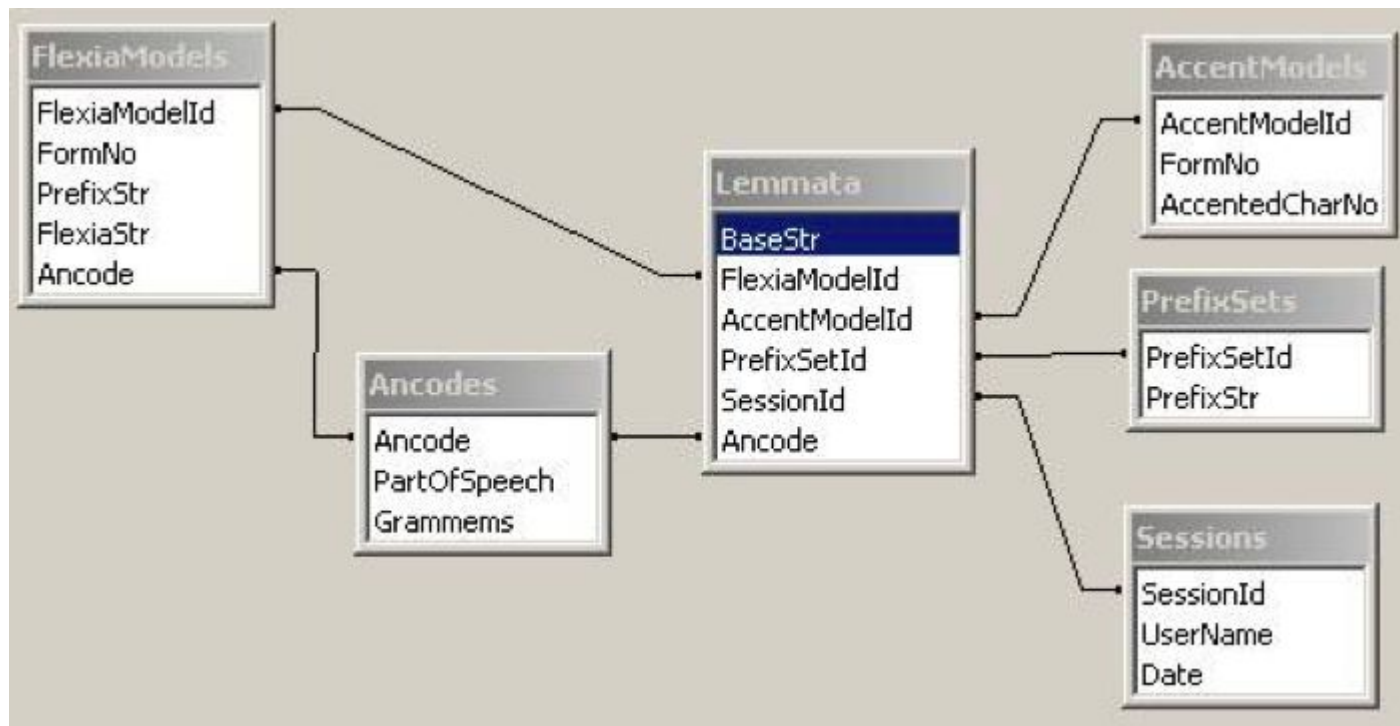 FlexiaModels
FlexiaModelId
FormNo
PrefixStr
FlexiaStr
Ancode
Ancodes
Ancode
PartOfSpeech
Grammems
Lemmata
BaseStr
FlexiaModelId
AccentModelId
PrefixSetId
SessionId
Ancode
AccentModels
AccentModelId
FormNo
AccentedCharNo
PrefixSets
PrefixSetId
PrefixStr
Sessions
SessionId
UserName
Date